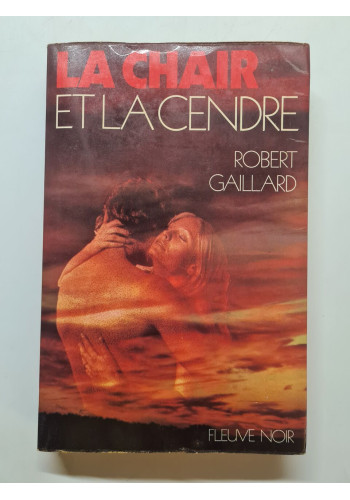 LA CHAIR
ET LA CENDRE
ROBERT
GAILLARD
FLEUVE NOIR